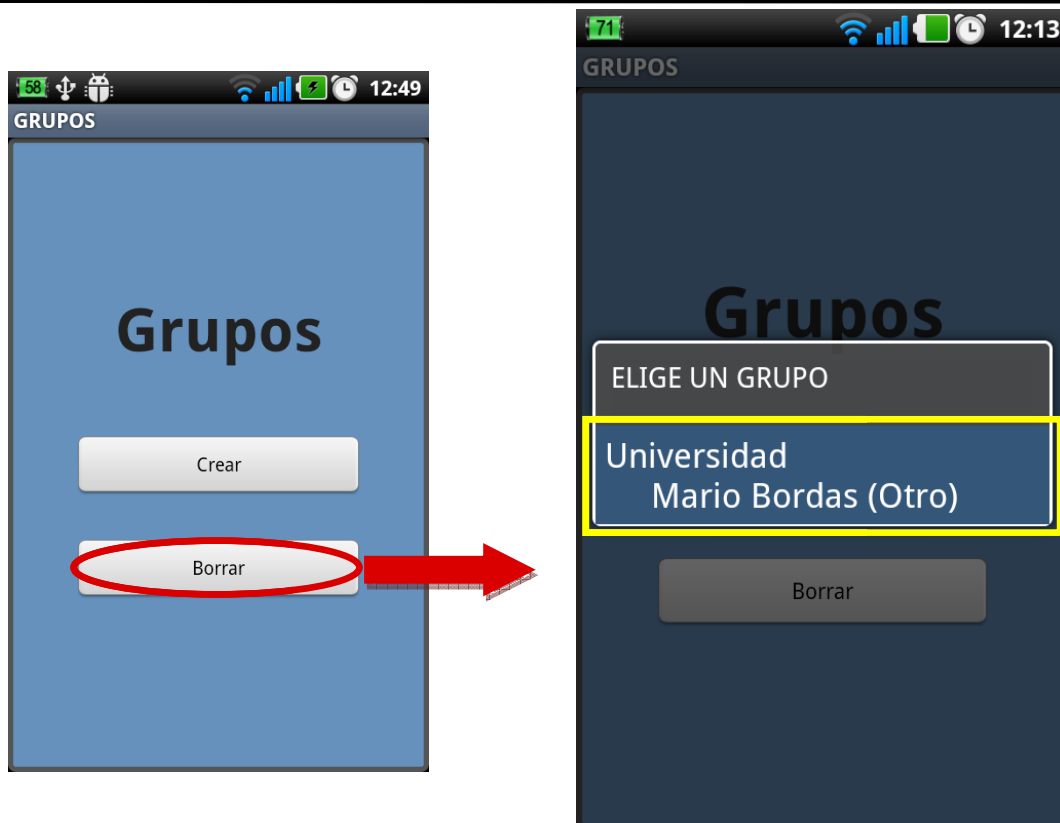 58
12:49
GRUPOS
Grupos
Crear
Borrar
71
12:13
GRUPOS
Grupos
ELIGE UN GRUPO
Universidad
Mario Bordas (Otro)
Borrar